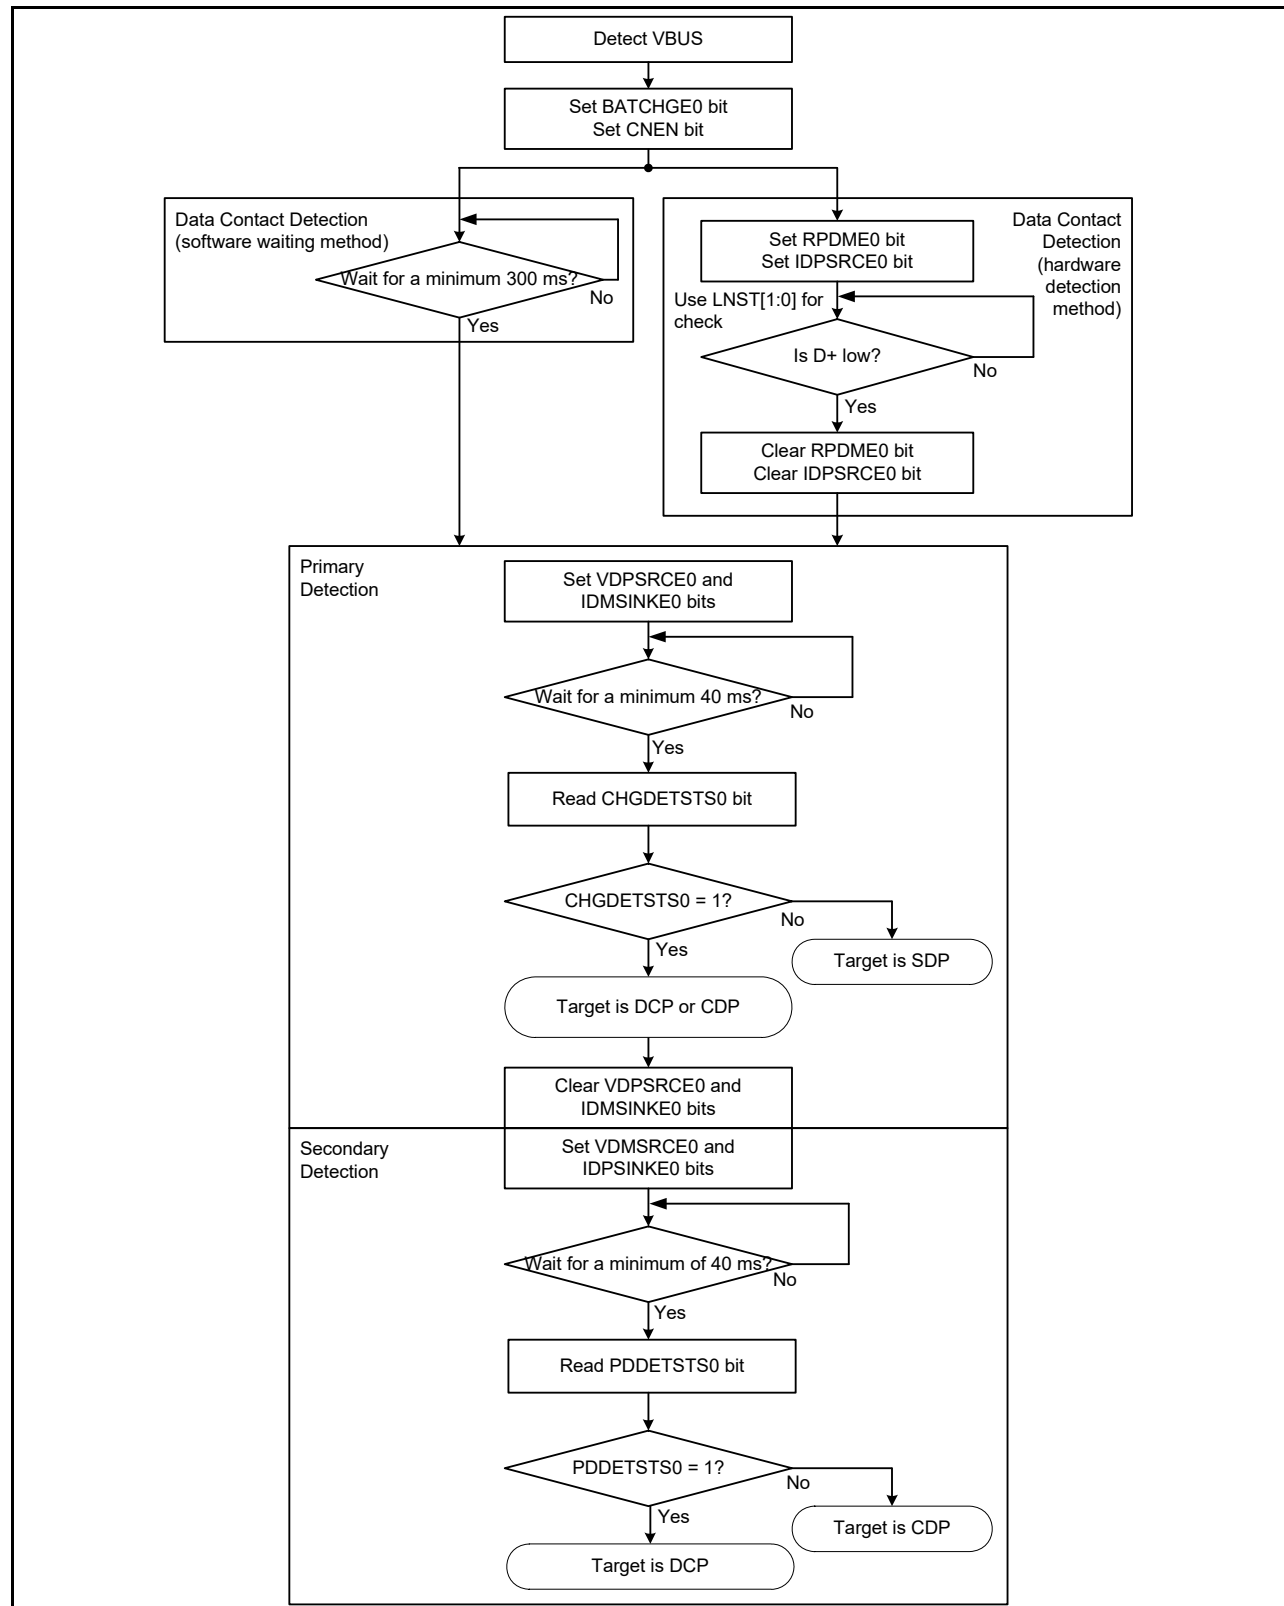 Detect VBUS
Set BATCHGE0 bit
Set CNEN bit
Data Contact Detection
(software waiting method)
Wait for a minimum 300 ms?
No
Yes
Data Contact
Detection
(hardware
detection
method)
Set RPDME0 bit
Set IDPSRCE0 bit
Use LNST[1:0] for
check
Is D+ low?
No
Yes
Clear RPDME0 bit
Clear IDPSRCE0 bit
Primary
Detection
Set VDPSRCE0 and
IDMSINKE0 bits
Wait for a minimum 40 ms?
No
Yes
Read CHGDETSTS0 bit
CHGDETSTS0 = 1?
No
Yes
Target is SDP
Target is DCP or CDP
Clear VDPSRCE0 and
IDMSINKE0 bits
Secondary
Detection
Set VDMSRCE0 and
IDPSINKE0 bits
Wait for a minimum of 40 ms?
No
Yes
Read PDDETSTS0 bit
PDDETSTS0 = 1?
No
Yes
Target is CDP
Target is DCP